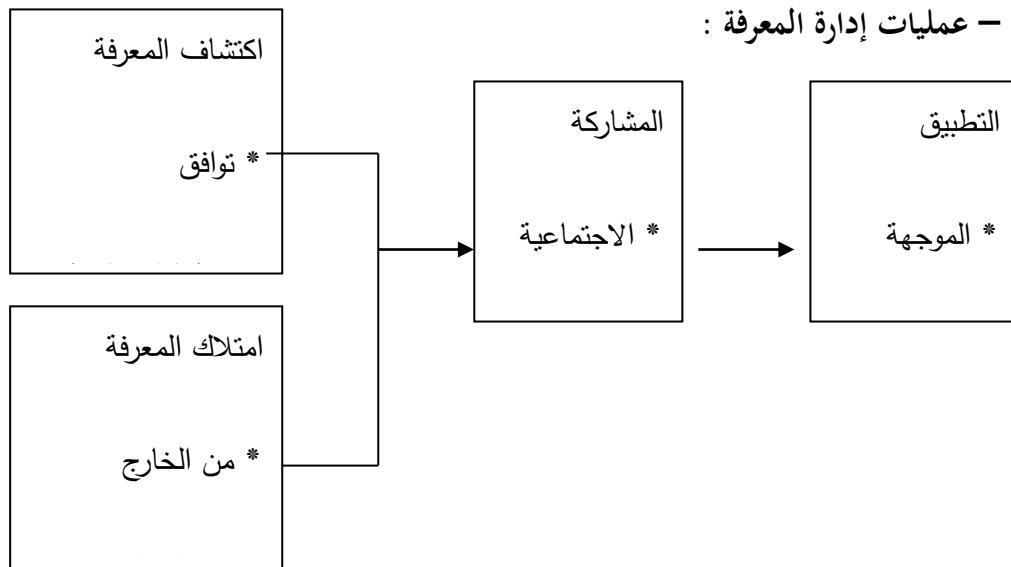 – عمليات إدارة المعرفة :
اكتشاف المعرفة
* توافق
امتلاك المعرفة
* من الخارج
المشاركة
* الاجتماعية
التطبيق
* الموجهة